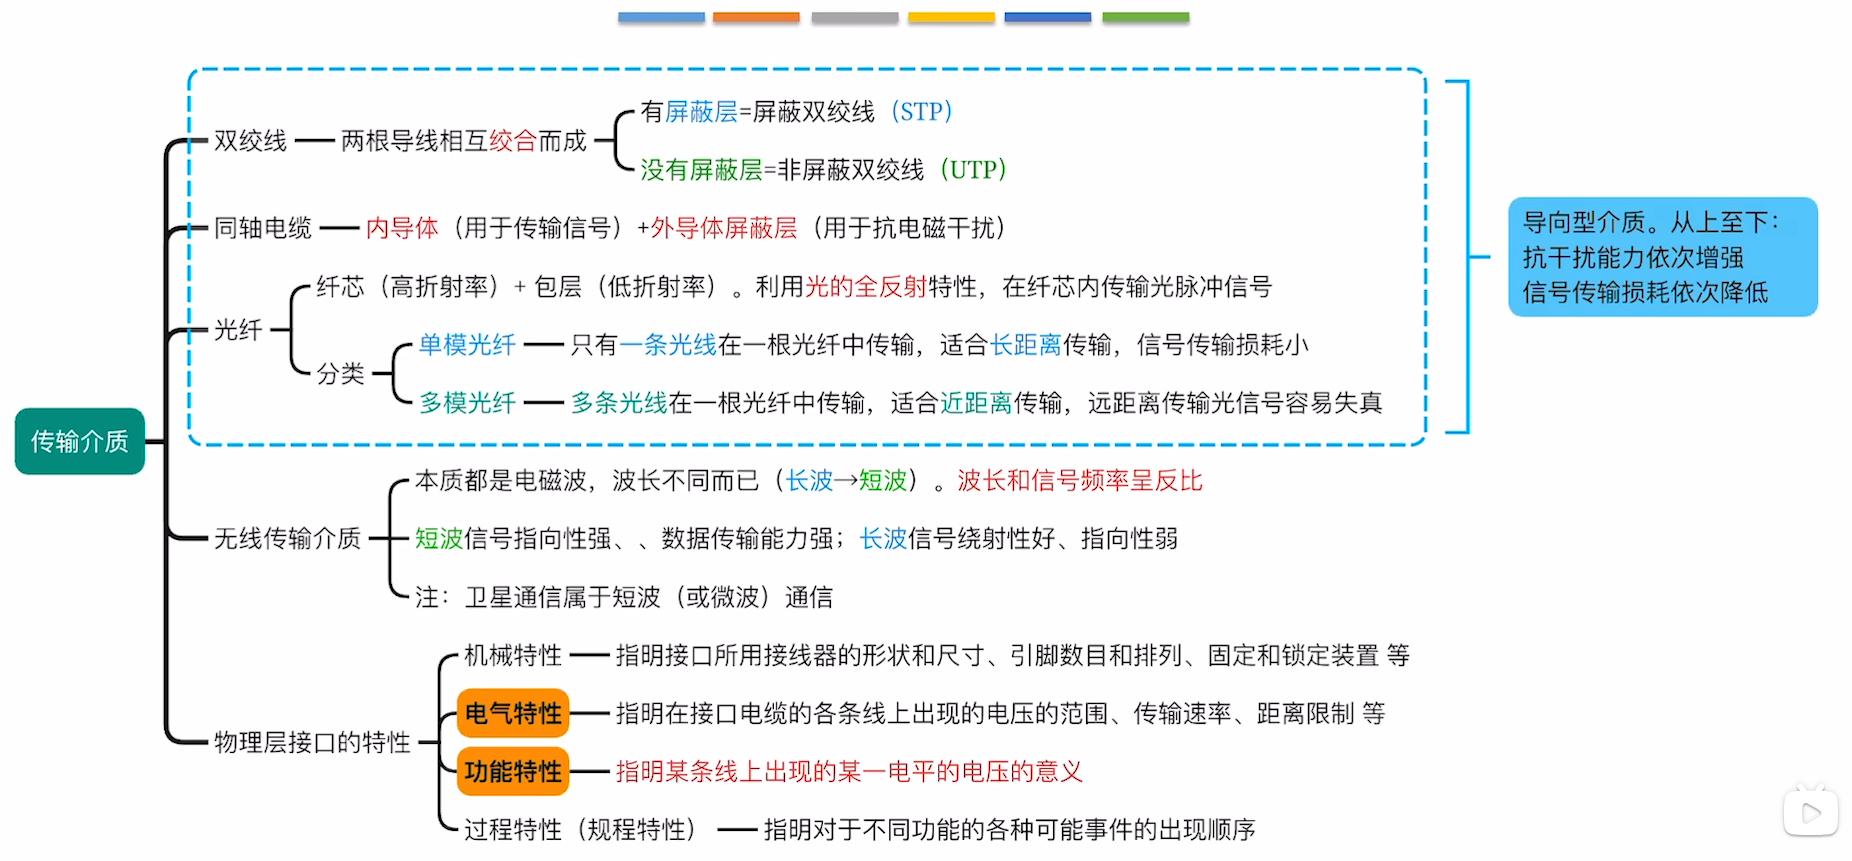 双绞线 两根导线相互绞合而成
有屏蔽层=屏蔽双绞线（STP）
没有屏蔽层=非屏蔽双绞线（UTP）
同轴电缆 内导体（用于传输信号）+外导体屏蔽层（用于抗电磁干扰）
光纤
纤芯（高折射率）+ 包层（低折射率）。利用光的全反射特性，在纤芯内传输光脉冲信号
分类
单模光纤 只有一条光线在一根光纤中传输，适合长距离传输，信号传输损耗小
多模光纤 多条光线在一根光纤中传输，适合近距离传输，远距离传输光信号容易失真
导向型介质。从上至下：
抗干扰能力依次增强
信号传输损耗依次降低
传输介质
无线传输介质
本质都是电磁波，波长不同而已（长波→短波）。波长和信号频率呈反比
短波信号指向性强、、数据传输能力强；长波信号绕射性好、指向性弱
注：卫星通信属于短波（或微波）通信
物理层接口的特性
机械特性 指明接口所用接线器的形状和尺寸、引脚数目和排列、固定和锁定装置 等
电气特性 指明在接口电缆的各条线上出现的电压的范围、传输速率、距离限制 等
功能特性 指明某条线上出现的某一电平的电压的意义
过程特性（规程特性） 指明对于不同功能的各种可能事件的出现顺序